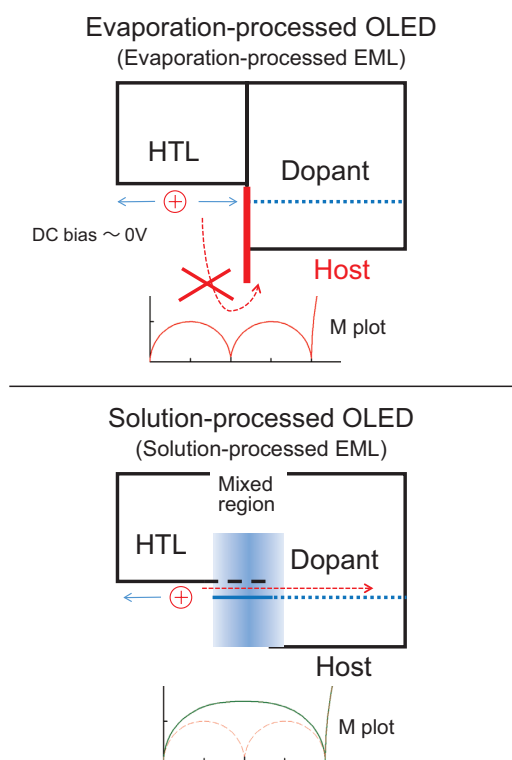 Evaporation-processed OLED
(Evaporation-processed EML)
HTL
Dopant
+
DC bias ～ 0V
Host
M plot
Solution-processed OLED
(Solution-processed EML)
Mixed
region
HTL
Dopant
+
Host
M plot